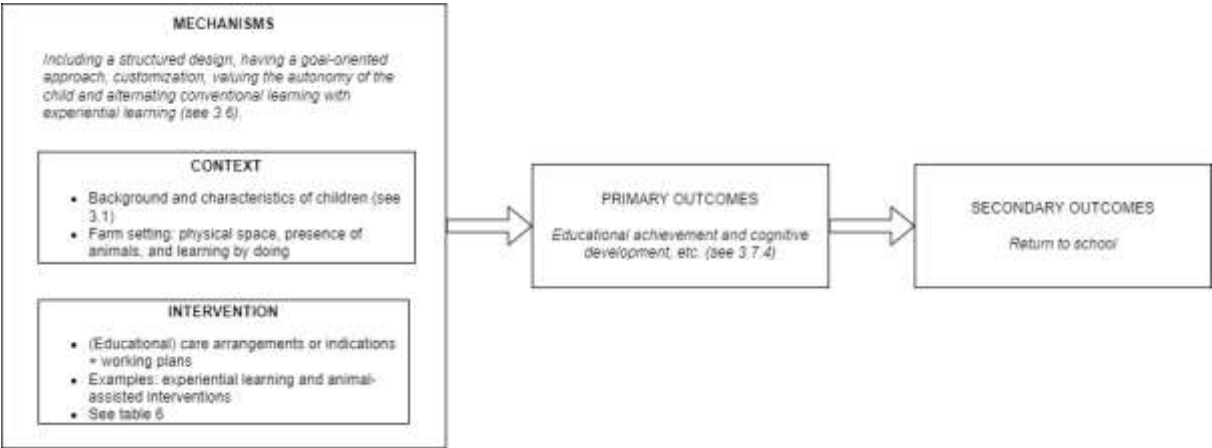 MECHANISMS
Including a structured design, having a goal-oriented
approach, customization, valuing the autonomy of the
child and alternating conventional learning with
experiential learning (see 3.6).
CONTEXT
• Background and characteristics of children (see
3.1)
• Farm setting: physical space, presence of
animals, and learning by doing
INTERVENTION
• (Educational) care arrangements or indications
= working plans
• Examples: experiential learning and animal-
assisted interventions
• See table 6
PRIMARY OUTCOMES
Educational achievement and cognitive
development, etc. (see 3.7.4)
SECONDARY OUTCOMES
Return to school